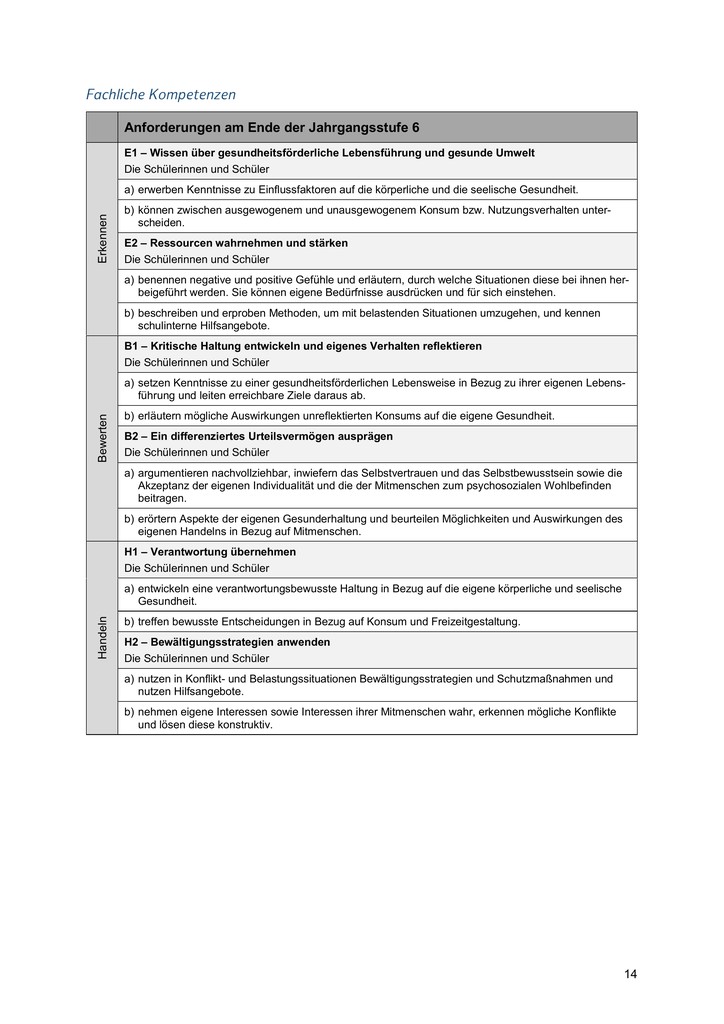 Fachliche Kompetenzen
Anforderungen am Ende der Jahrgangsstufe 6
Erkennen
E1 – Wissen über gesundheitsförderliche Lebensführung und gesunde Umwelt
Die Schülerinnen und Schüler
a) erwerben Kenntnisse zu Einflussfaktoren auf die körperliche und die seelische Gesundheit.
b) können zwischen ausgewogenem und unausgewogenem Konsum bzw. Nutzungsverhalten unter-
scheiden.
E2 – Ressourcen wahrnehmen und stärken
Die Schülerinnen und Schüler
a) benennen negative und positive Gefühle und erläutern, durch welche Situationen diese bei ihnen her-
beigeführt werden. Sie können eigene Bedürfnisse ausdrücken und für sich einstehen.
b) beschreiben und erproben Methoden, um mit belastenden Situationen umzugehen, und kennen
schulinterne Hilfsangebote.
Bewerten
B1 – Kritische Haltung entwickeln und eigenes Verhalten reflektieren
Die Schülerinnen und Schüler
a) setzen Kenntnisse zu einer gesundheitsförderlichen Lebensweise in Bezug zu ihrer eigenen Lebens-
führung und leiten erreichbare Ziele daraus ab.
b) erläutern mögliche Auswirkungen unreflektierten Konsums auf die eigene Gesundheit.
B2 – Ein differenziertes Urteilsvermögen ausprägen
Die Schülerinnen und Schüler
a) argumentieren nachvollziehbar, inwiefern das Selbstvertrauen und das Selbstbewusstsein sowie die
Akzeptanz der eigenen Individualität und die der Mitmenschen zum psychosozialen Wohlbefinden
beitragen.
b) erörtern Aspekte der eigenen Gesunderhaltung und beurteilen Möglichkeiten und Auswirkungen des
eigenen Handelns in Bezug auf Mitmenschen.
Handeln
H1 – Verantwortung übernehmen
Die Schülerinnen und Schüler
a) entwickeln eine verantwortungsbewusste Haltung in Bezug auf die eigene körperliche und seelische
Gesundheit.
b) treffen bewusste Entscheidungen in Bezug auf Konsum und Freizeitgestaltung.
H2 – Bewältigungsstrategien anwenden
Die Schülerinnen und Schüler
a) nutzen in Konflikt- und Belastungssituationen Bewältigungsstrategien und Schutzmaßnahmen und
nutzen Hilfsangebote.
b) nehmen eigene Interessen sowie Interessen ihrer Mitmenschen wahr, erkennen mögliche Konflikte
und lösen diese konstruktiv.
14